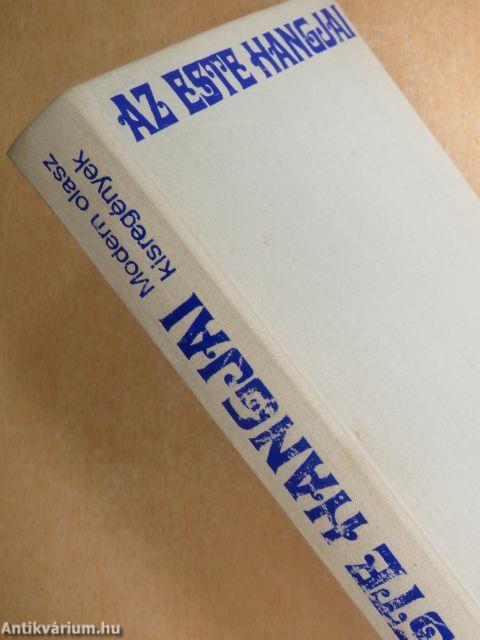 AZ ESTE HANGJAI
Modern olasz
kisregények
ESTE HANGJAI
Antikvárium.hu